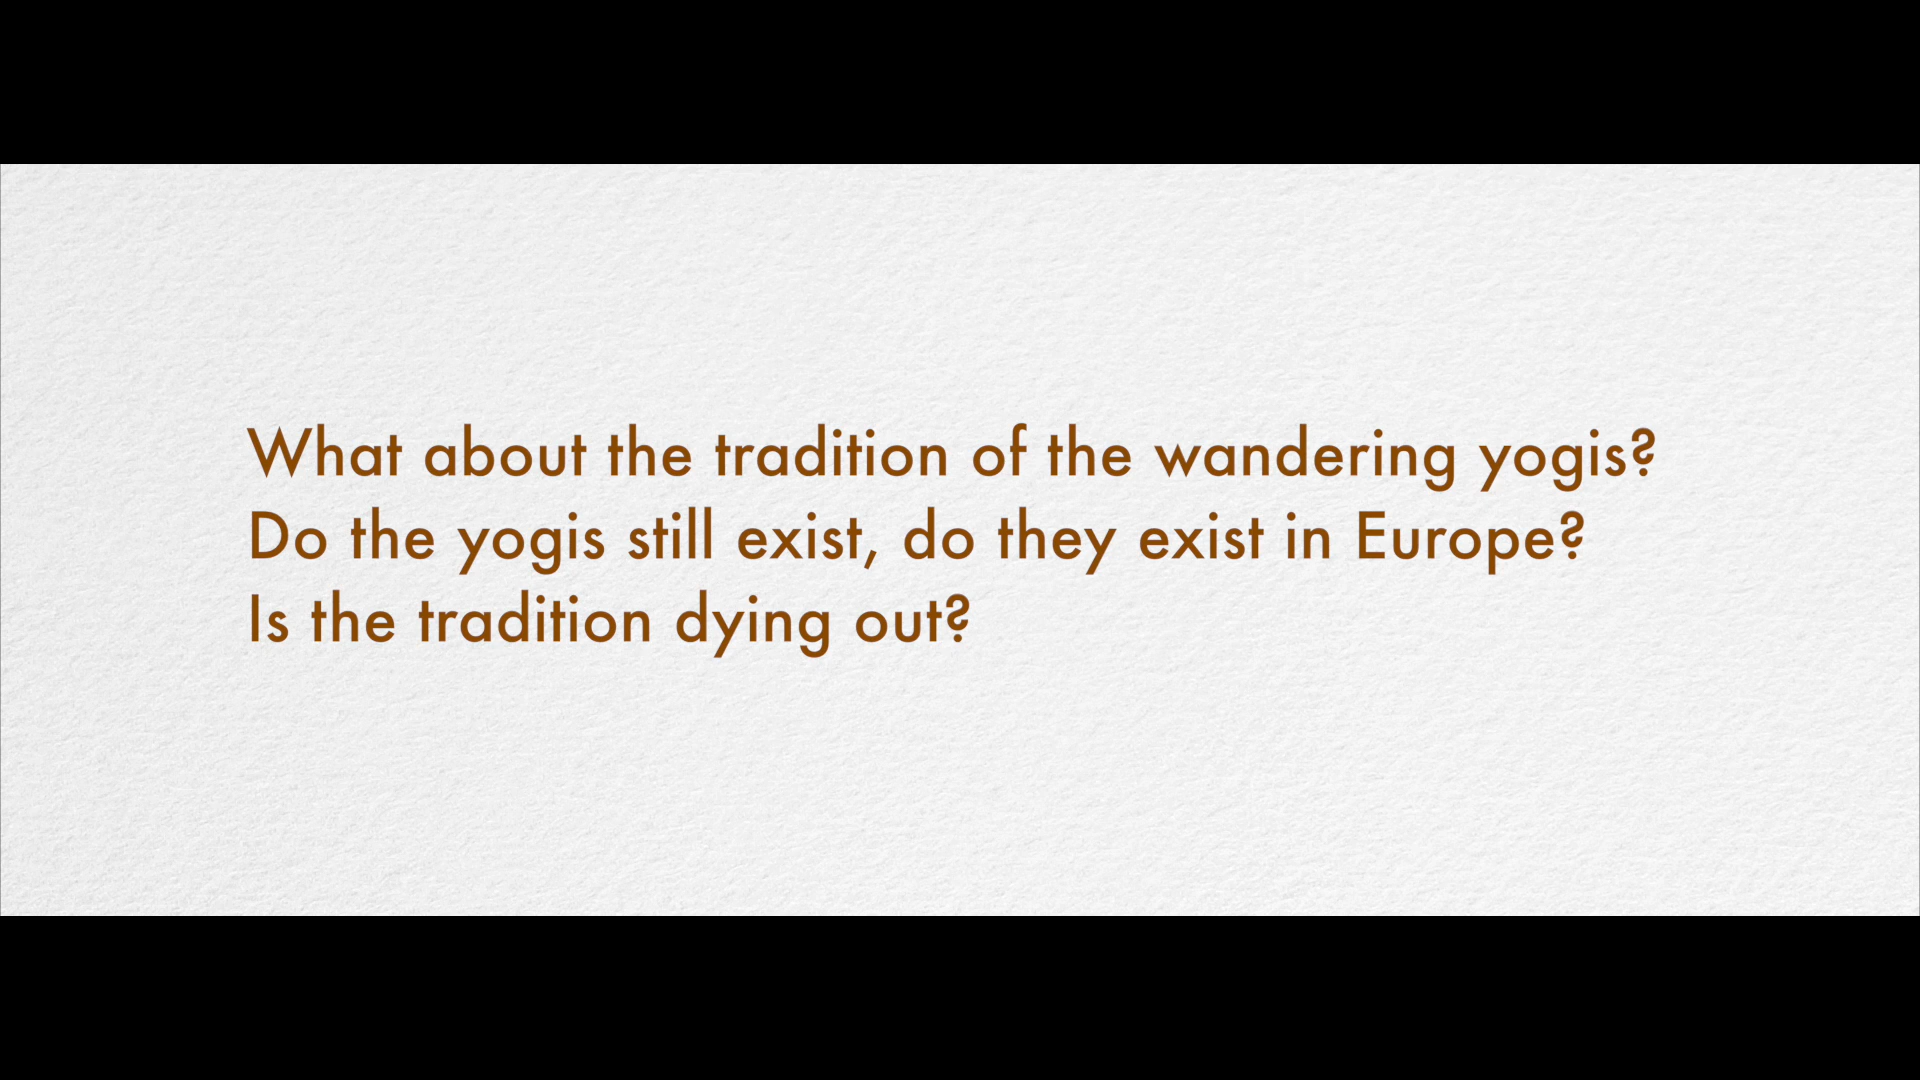 What about the tradition of the wandering yogis?
Do the yogis still exist, do they exist in Europe?
Is the tradition dying out?